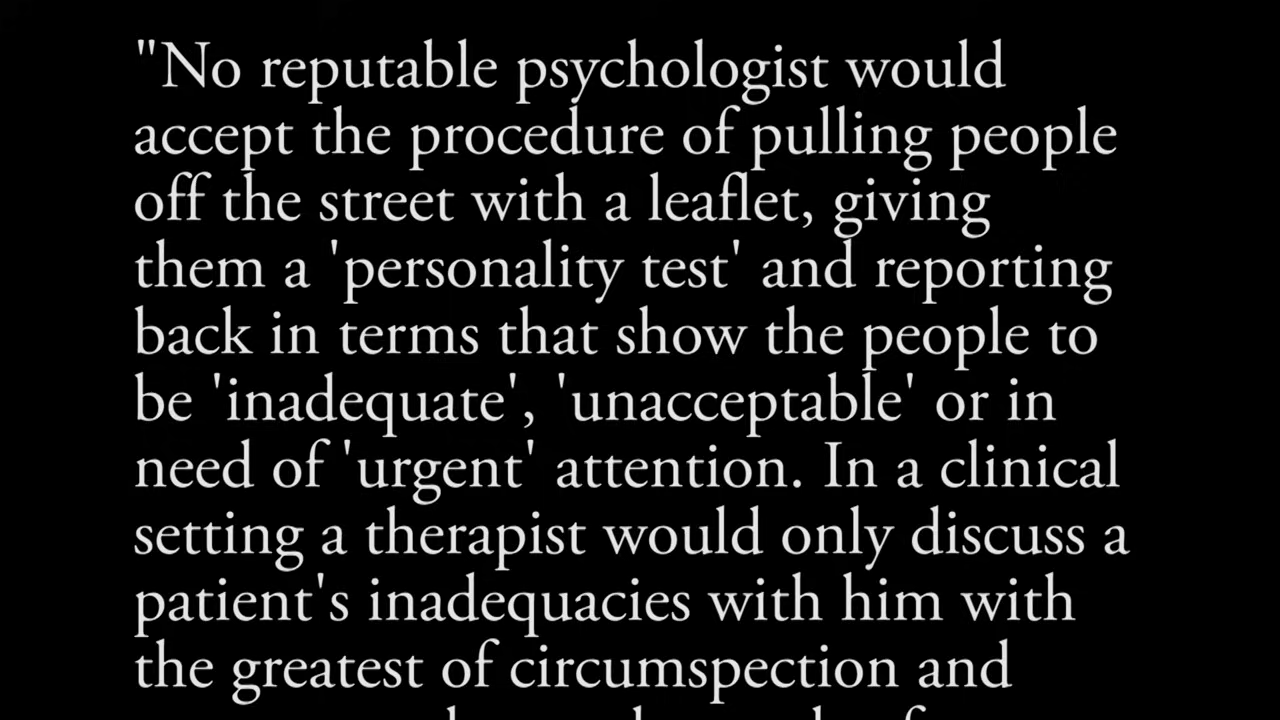 "No reputable psychologist would
accept the procedure of pulling people
off the street with a leaflet, giving
them a 'personality test' and reporting
back in terms that show the people to
be 'inadequate', 'unacceptable' or in
need of 'urgent' attention. In a clinical
setting a therapist would only discuss a
patient's inadequacies with him with
the greatest of circumspection and